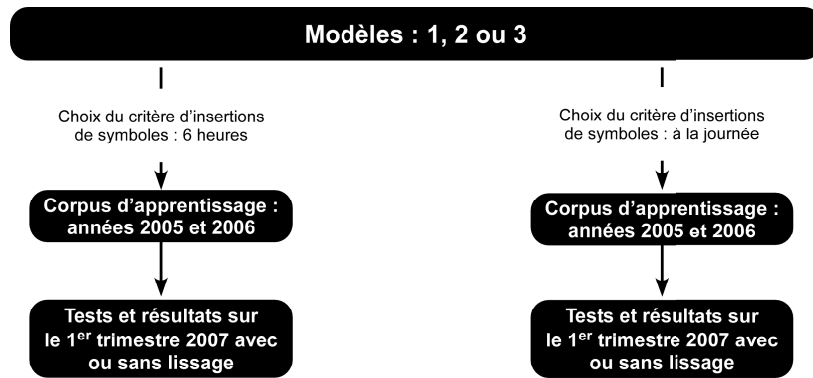 Modèles : 1, 2 ou 3
Choix du critère d’insertions
de symboles : 6 heures
Corpus d’apprentissage :
années 2005 et 2006
Tests et résultats sur
le 1er trimestre 2007 avec
ou sans lissage
Choix du critère d’insertions
de symboles : à la journée
Corpus d’apprentissage :
années 2005 et 2006
Tests et résultats sur
le 1er trimestre 2007 avec
ou sans lissage